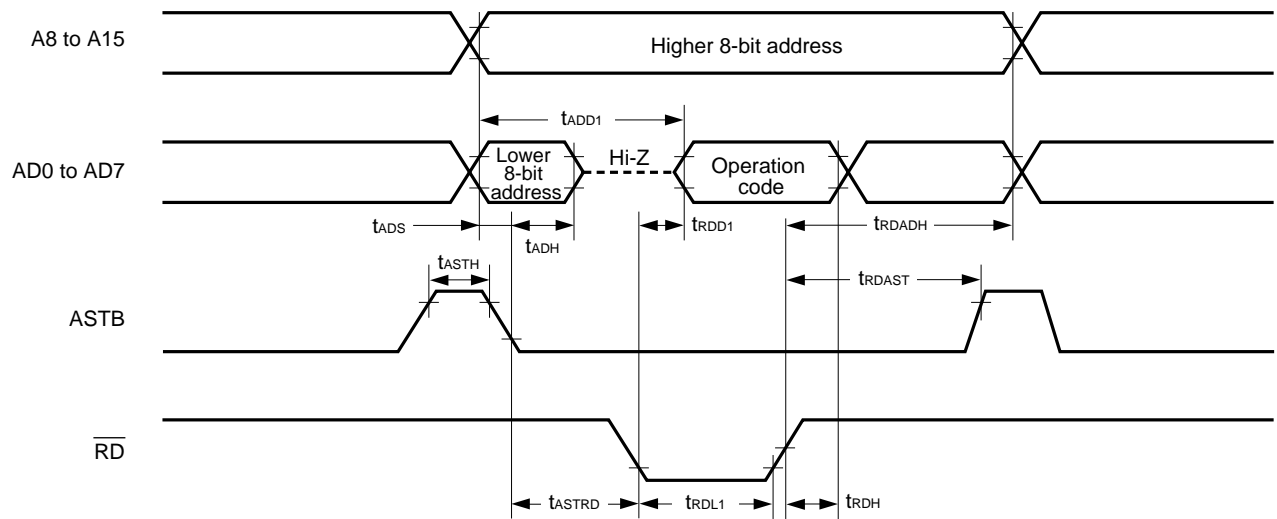 A8 to A15
Higher 8-bit address
tADD1
AD0 to AD7
Lower
8-bit
address
Hi-Z
Operation
code
tADS
tADH
tRDD1
tRDADH
tASTH
tRDAST
ASTB
RD
tASTRD
tRDL1
tRDH